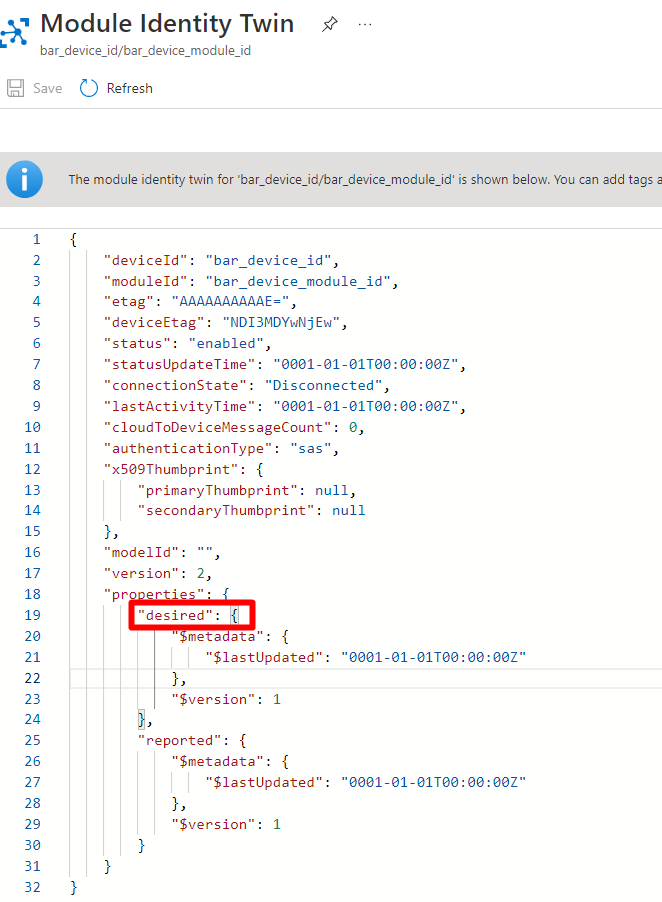 Module Identity Twin ...
bar_device_id/bar_device_module_id
Save Refresh
The module identity twin for 'bar_device_id/bar_device_module_id' is shown below. You can add tags a
1 {
2 "deviceId": "bar_device_id",
3 "moduleId": "bar_device_module_id",
4 "etag": "AAAAAAAAAAE=",
5 "deviceEtag": "NDI3MDYwNjEw",
6 "status": "enabled",
7 "statusUpdateTime": "0001-01-01T00:00:00Z",
8 "connectionState": "Disconnected",
9 "lastActivityTime": "0001-01-01T00:00:00Z",
10 "cloudToDeviceMessageCount": 0,
11 "authenticationType": "sas",
12 "x509Thumbprint": {
13 "primaryThumbprint": null,
14 "secondaryThumbprint": null
15 },
16 "modelId": "",
17 "version": 2,
18 "properties": {
19 "desired": {
20 "$metadata": {
21 "$lastUpdated": "0001-01-01T00:00:00Z"
22 },
23 "$version": 1
24 },
25 "reported": {
26 "$metadata": {
27 "$lastUpdated": "0001-01-01T00:00:00Z"
28 },
29 "$version": 1
30 }
31 }
32 }